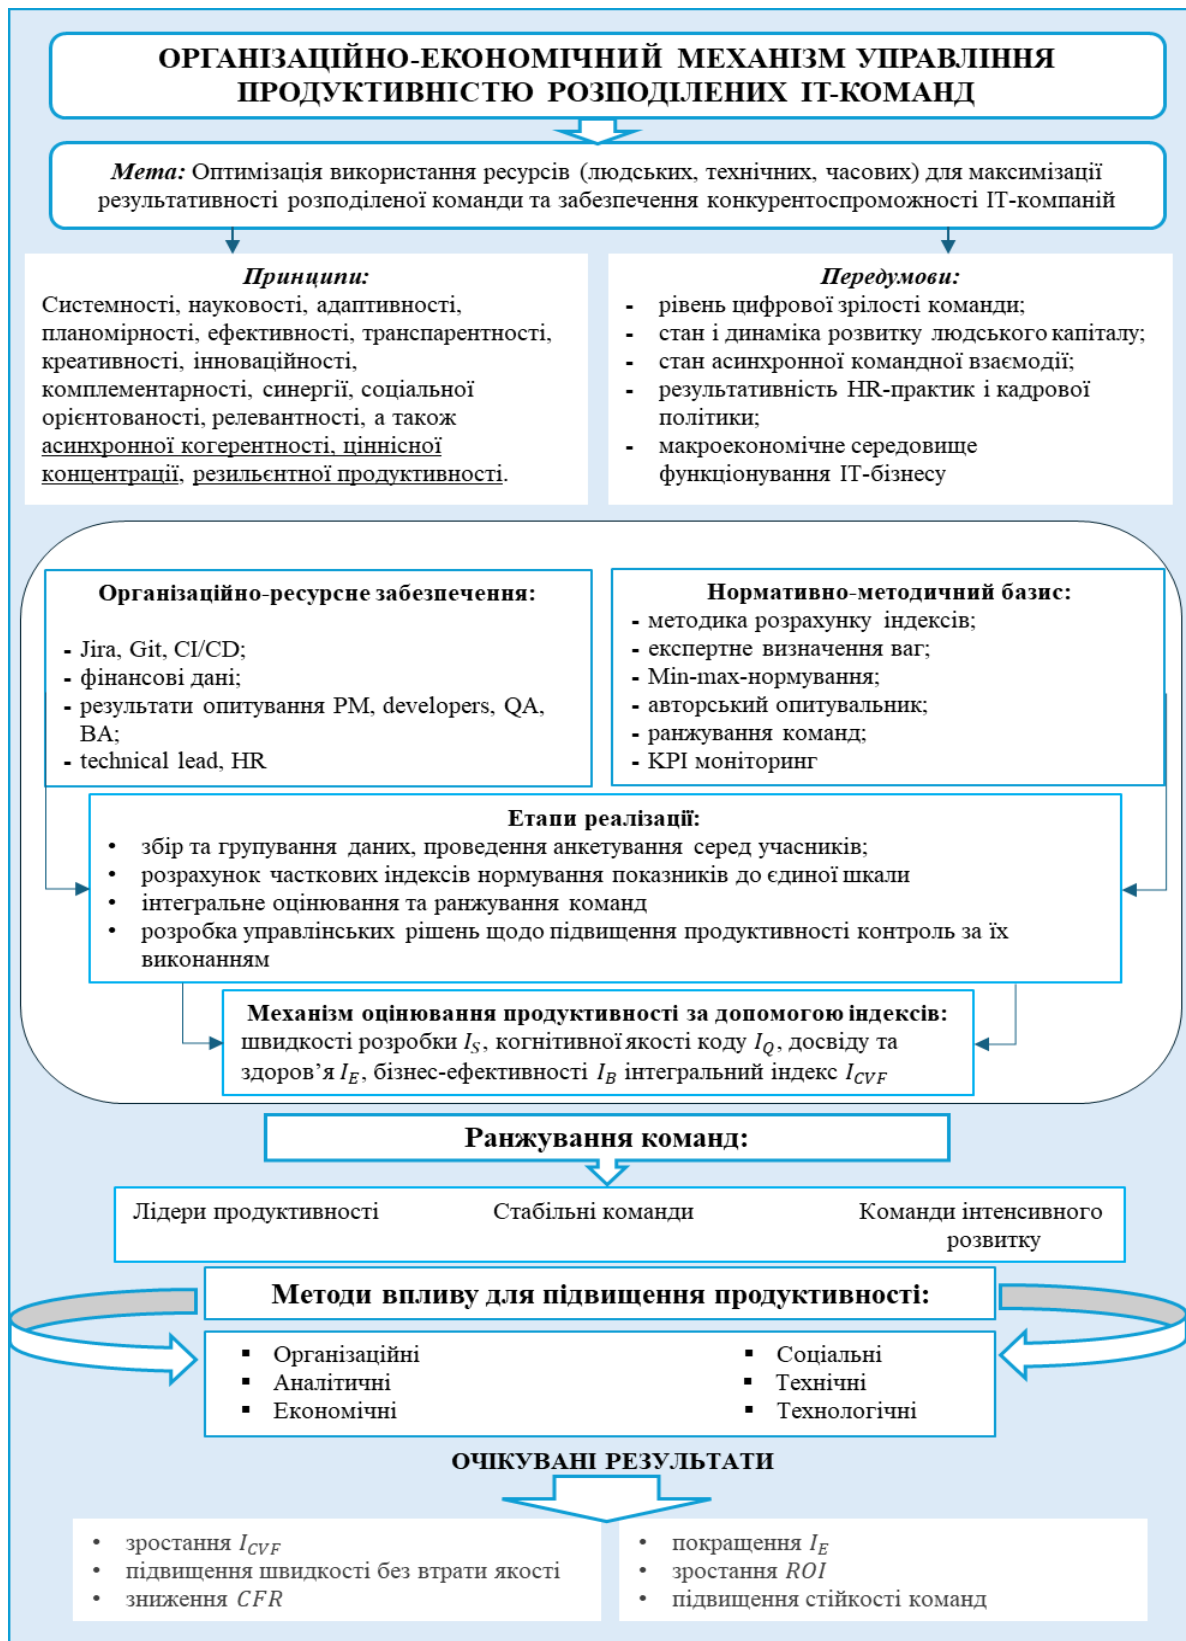 ОРГАНІЗАЦІЙНО-ЕКОНОМІЧНИЙ МЕХАНІЗМ УПРАВЛІННЯ
ПРОДУКТИВНІСТЮ РОЗПОДІЛЕНИХ ІТ-КОМАНД
Мета: Оптимізація використання ресурсів (людських, технічних, часових) для максимізації
результативності розподіленої команди та забезпечення конкурентоспроможності ІТ-компаній
Принципи:
Системності, науковості, адаптивності,
планомірності, ефективності, транспарентності,
креативності, інноваційності,
комплементарності, синергії, соціальної
орієнтованості, релевантності, а також
асинхронної когерентності, ціннісної
концентрації, резильєнтної продуктивності.
Передумови:
- рівень цифрової зрілості команди;
- стан і динаміка розвитку людського капіталу;
- стан асинхронної командної взаємодії;
- результативність HR-практик і кадрової
політики;
- макроекономічне середовище
функціонування ІТ-бізнесу
Організаційно-ресурсне забезпечення:
- Jira, Git, CI/CD;
- фінансові дані;
- результати опитування PM, developers, QA,
BA;
- technical lead, HR
Нормативно-методичний базис:
- методика розрахунку індексів;
- експертне визначення ваг;
- Min-max-нормування;
- авторський опитувальник;
- ранжування команд;
- KPI моніторинг
Етапи реалізації:
• збір та групування даних, проведення анкетування серед учасників;
• розрахунок часткових індексів нормування показників до єдиної шкали
• інтегральне оцінювання та ранжування команд
• розробка управлінських рішень щодо підвищення продуктивності контроль за їх
виконанням
Механізм оцінювання продуктивності за допомогою індексів:
швидкості розробки I_S, когнітивної якості коду I_Q, досвіду та
здоров'я I_E, бізнес-ефективності I_B інтегральний індекс I_CVF
Ранжування команд:
Лідери продуктивності
Стабільні команди
Команди інтенсивного
розвитку
Методи впливу для підвищення продуктивності:
▪ Організаційні
▪ Аналітичні
▪ Економічні
▪ Соціальні
▪ Технічні
▪ Технологічні
ОЧІКУВАНІ РЕЗУЛЬТАТИ
• зростання I_CVF
• підвищення швидкості без втрати якості
• зниження CFR
• покращення I_E
• зростання ROI
• підвищення стійкості команд